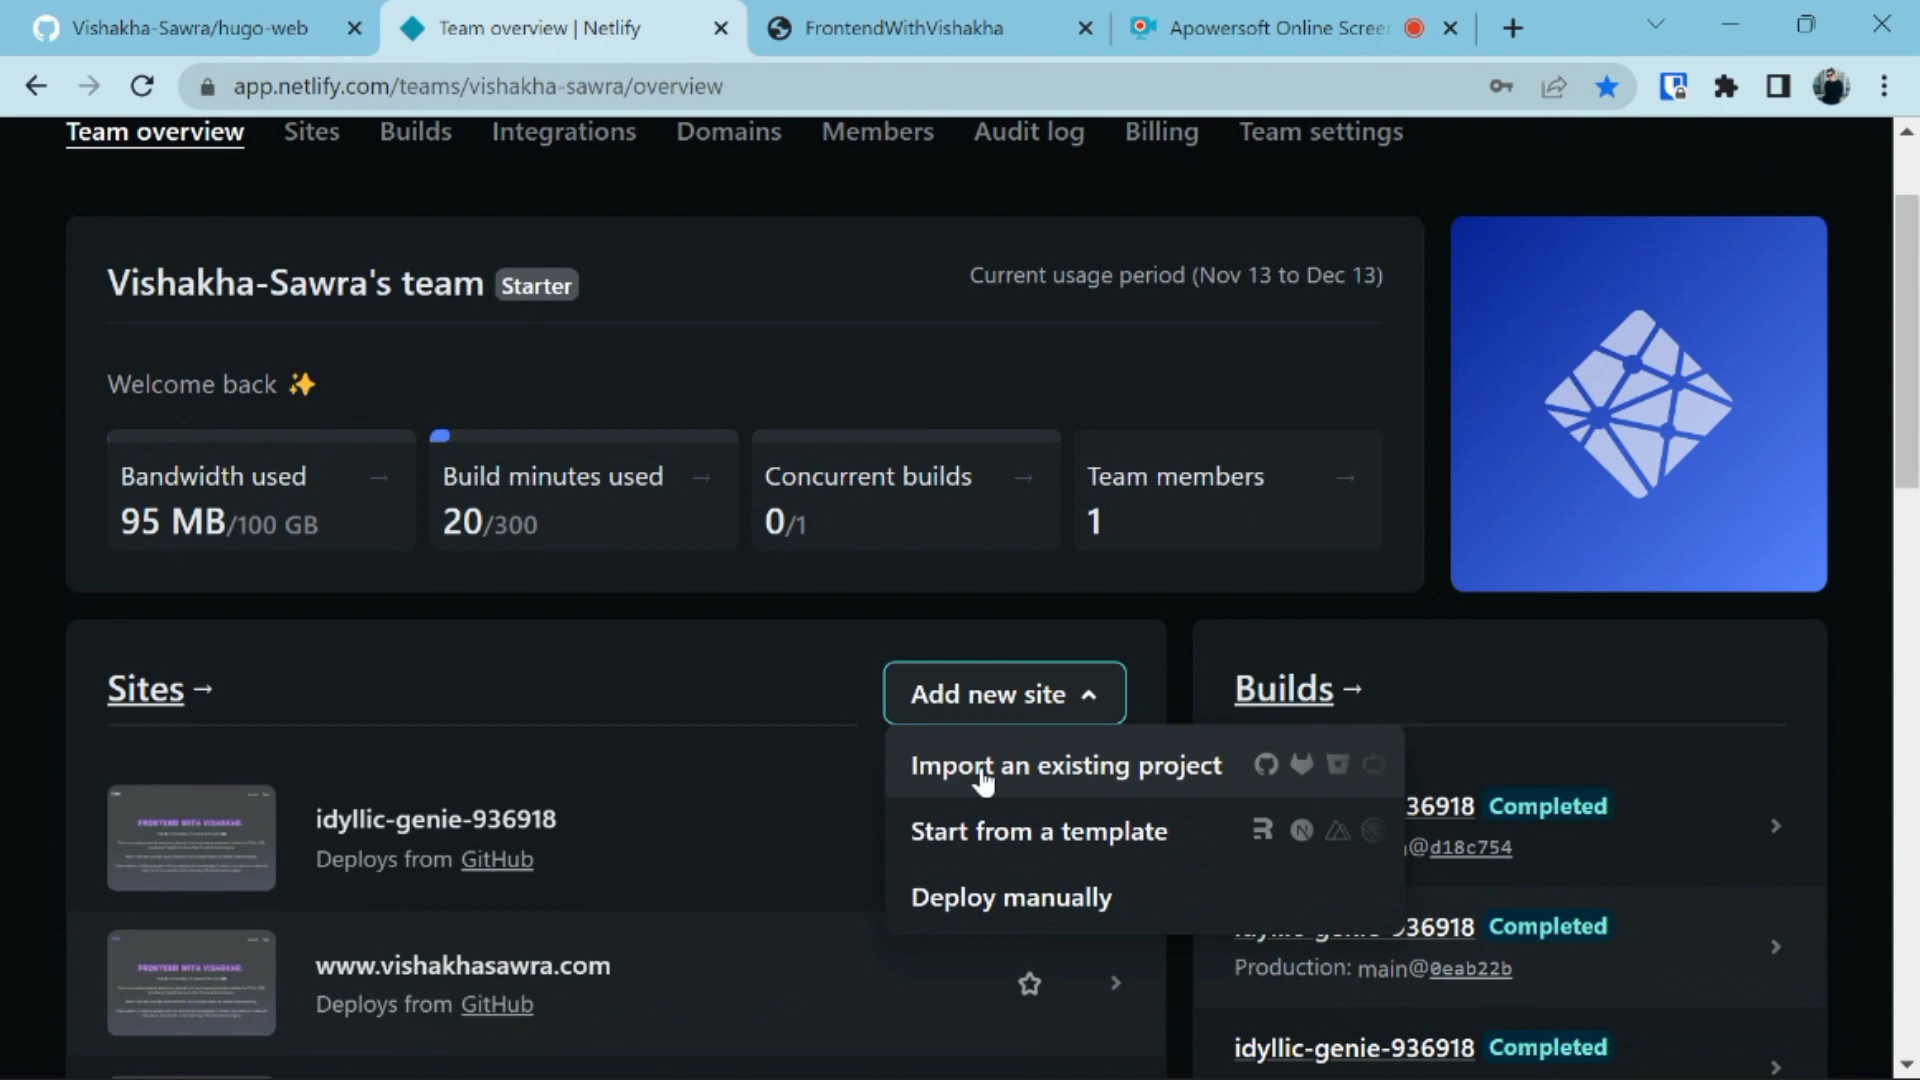 Vishakha-Sawra/hugo-web
Team overview | Netlify
FrontendWithVishakha
Apowersoft Online Screer
app.netlify.com/teams/vishakha-sawra/overview
Team overview Sites Builds Integrations Domains Members Audit log Billing Team settings
Vishakha-Sawra's team Starter
Current usage period (Nov 13 to Dec 13)
Welcome back ✨
Bandwidth used →
95 MB/100 GB
Build minutes used →
20/300
Concurrent builds →
0/1
Team members →
1
Sites →
Add new site
Import an existing project
Start from a template
Deploy manually
idyllic-genie-936918
Deploys from GitHub
www.vishakhasawra.com
Deploys from GitHub
Builds →
36918 Completed
@d18c754
936918 Completed
Production: main@0eab22b
idyllic-genie-936918 Completed